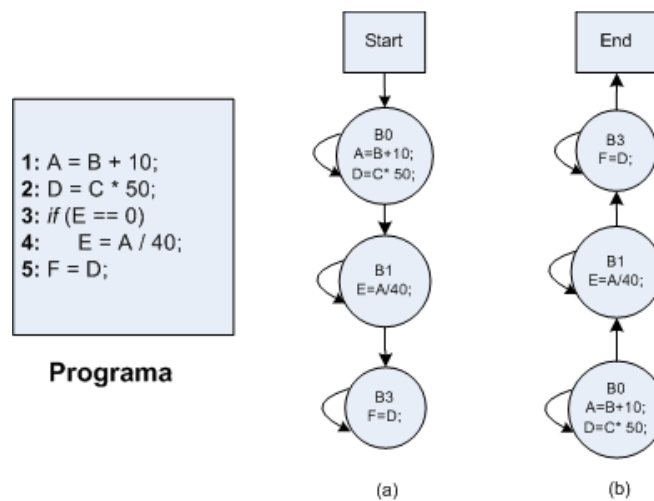 1: A = B + 10;
2: D = C * 50;
3: if (E == 0)
4: E = A / 40;
5: F = D;
Programa
Start
B0
A=B+10;
D=C* 50;
B1
E=A/40;
B3
F=D;
(a)
End
B3
F=D;
B1
E=A/40;
B0
A=B+10;
D=C* 50;
(b)